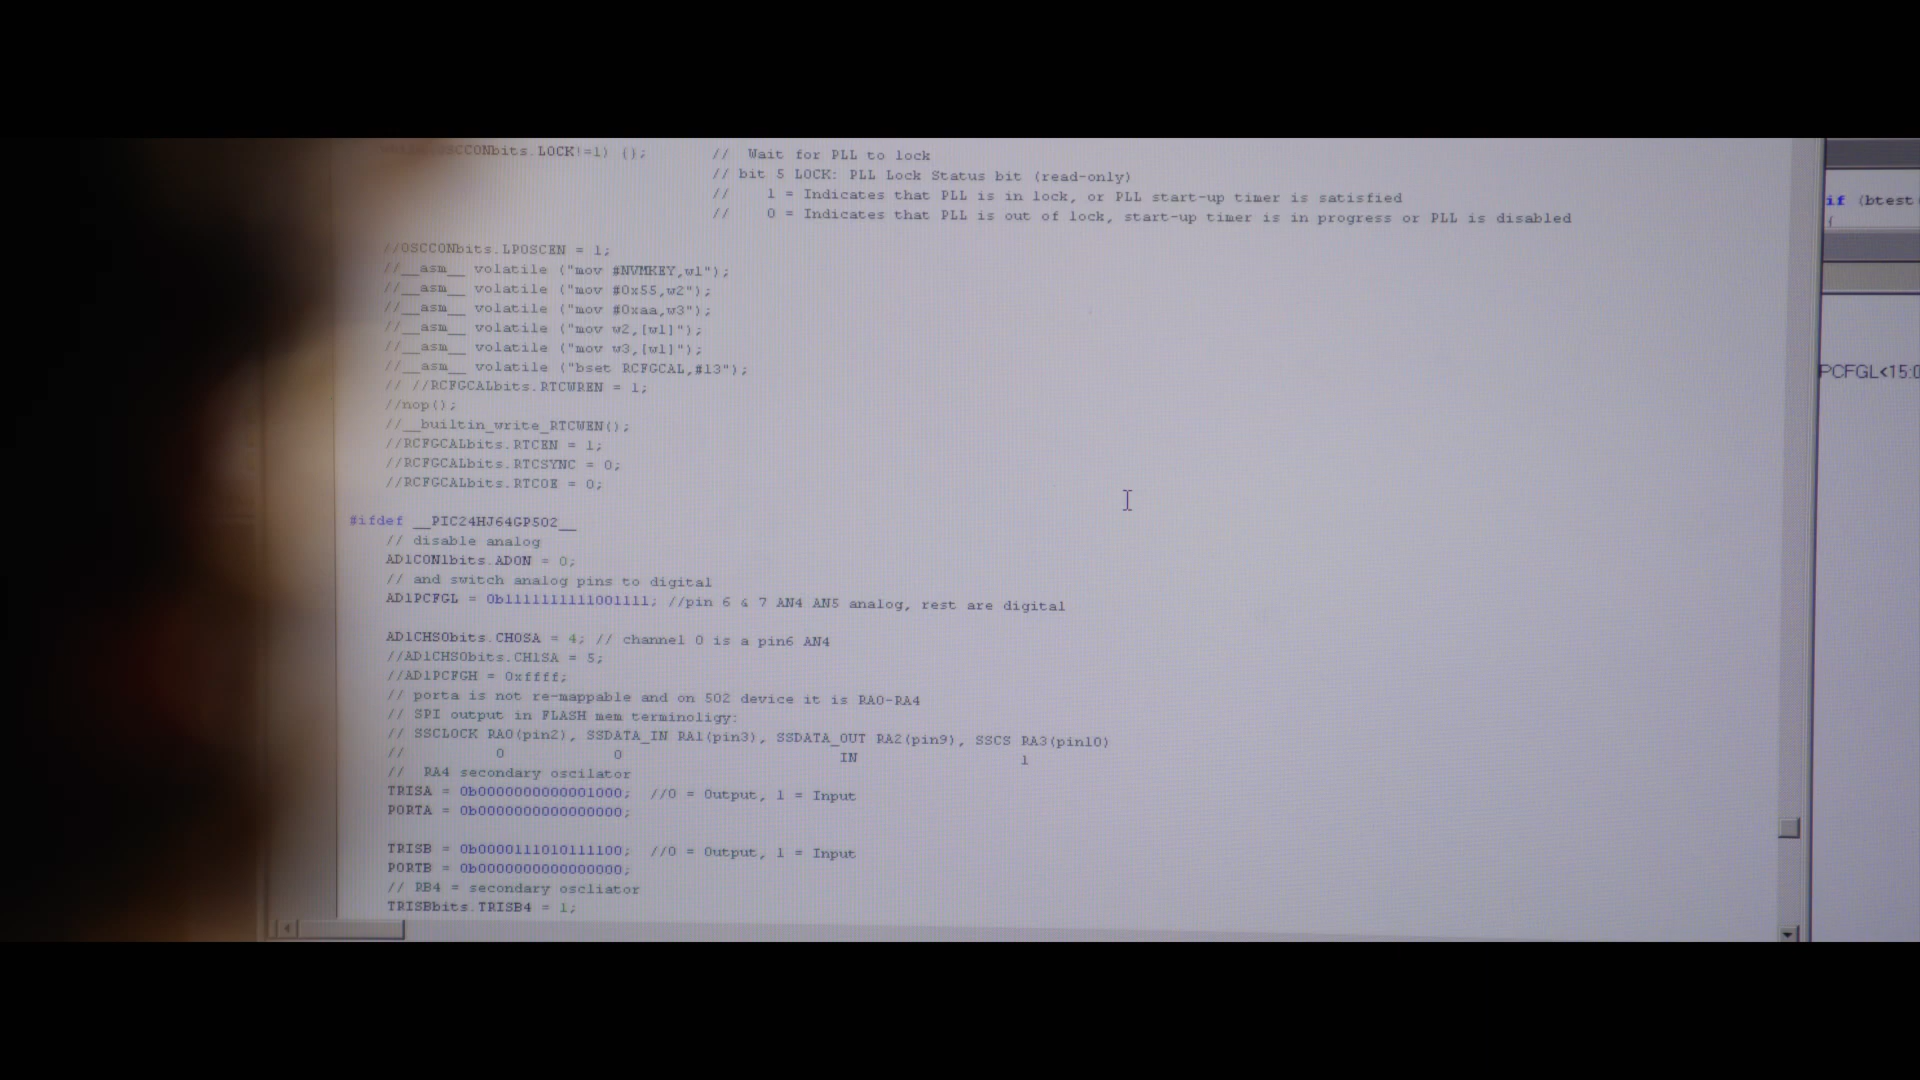 while(OSCCONbits.LOCK!=1) {};        //  Wait for PLL to lock
// bit 5 LOCK: PLL Lock Status bit (read-only)
//    1 = Indicates that PLL is in lock, or PLL start-up timer is satisfied
//    0 = Indicates that PLL is out of lock, start-up timer is in progress or PLL is disabled
//OSCCONbits.LPOSCEN = 1;
//__asm__ volatile ("mov #NVMKEY,w1");
//__asm__ volatile ("mov #0x55,w2");
//__asm__ volatile ("mov #0xaa,w3");
//__asm__ volatile ("mov w2,[w1]");
//__asm__ volatile ("mov w3,[w1]");
//__asm__ volatile ("bset RCFGCAL,#13");
// //RCFGCALbits.RTCWREN = 1;
//nop();
//__builtin_write_RTCWEN();
//RCFGCALbits.RTCEN = 1;
//RCFGCALbits.RTCSYNC = 0;
//RCFGCALbits.RTCOE = 0;
#ifdef __PIC24HJ64GP502__
// disable analog
AD1CON1bits.ADON = 0;
// and switch analog pins to digital
AD1PCFGL = 0b1111111111001111; //pin 6 & 7 AN4 AN5 analog, rest are digital
AD1CHS0bits.CH0SA = 4; // channel 0 is a pin6 AN4
//AD1CHS0bits.CH1SA = 5;
//AD1PCFGH = 0xffff;
// porta is not re-mappable and on 502 device it is RA0-RA4
// SPI output in FLASH mem terminoligy:
// SSCLOCK RA0(pin2), SSDATA_IN RA1(pin3), SSDATA_OUT RA2(pin9), SSCS RA3(pin10)
//          0            0                        IN                  1
//  RA4 secondary oscilator
TRISA = 0b0000000000001000;  //0 = Output, 1 = Input
PORTA = 0b0000000000000000;
TRISB = 0b0000111010111100;  //0 = Output, 1 = Input
PORTB = 0b0000000000000000;
// RB4 = secondary oscliator
TRISBbits.TRISB4 = 1;
if (btest
{
PCFGL<15:0